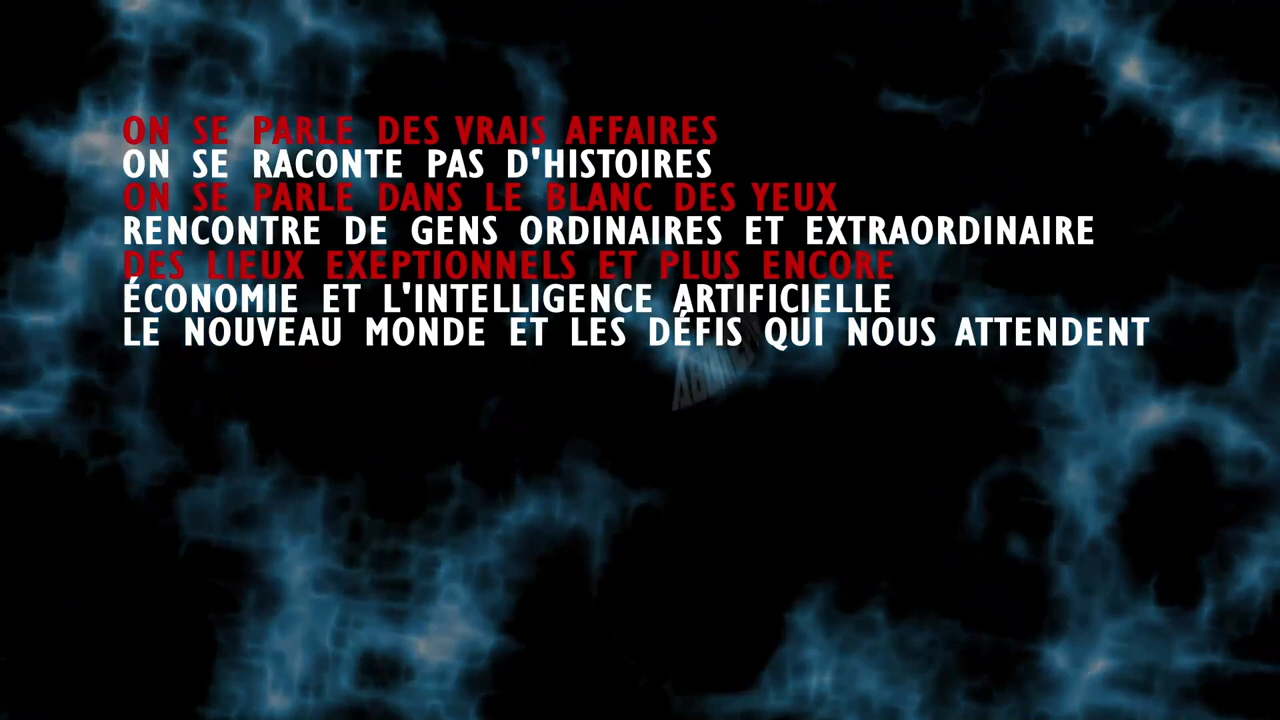 ON SE PARLE DES VRAIS AFFAIRES
ON SE RACONTE PAS D'HISTOIRES
ON SE PARLE DANS LE BLANC DES YEUX
RENCONTRE DE GENS ORDINAIRES ET EXTRAORDINAIRE
DES LIEUX EXEPTIONNELS ET PLUS ENCORE
ÉCONOMIE ET L'INTELLIGENCE ARTIFICIELLE
LE NOUVEAU MONDE ET LES DÉFIS QUI NOUS ATTENDENT